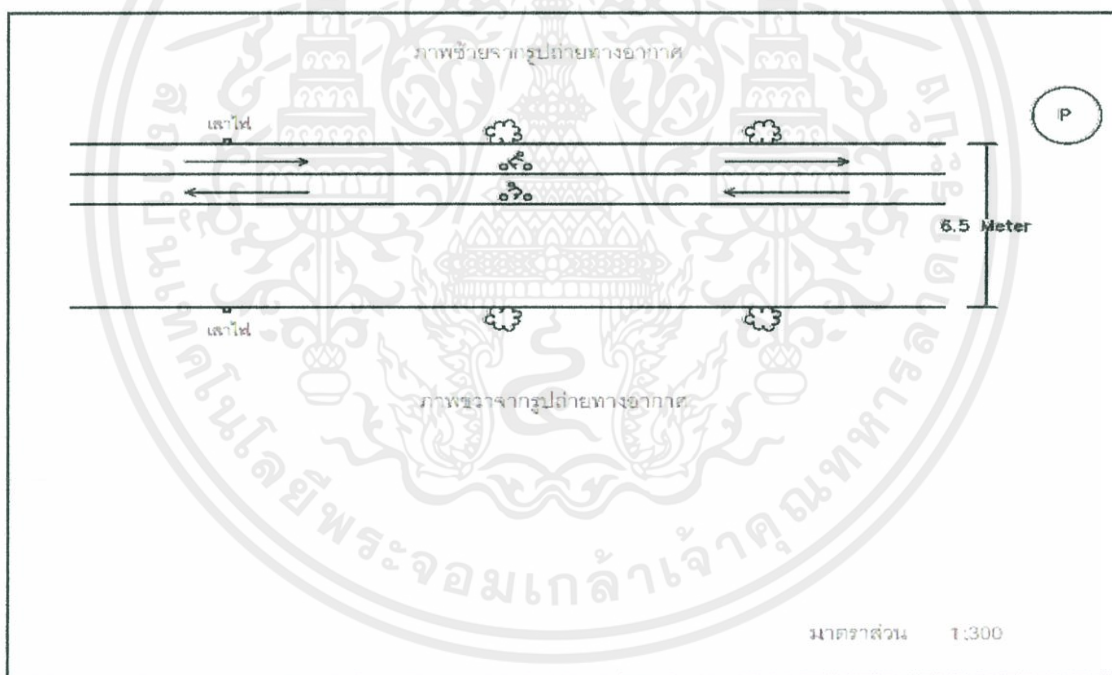 ภาพซ้ายจากรูปถ่ายทางอากาศ
P
เสาไฟ
6.5 Meter
เสาไฟ
ภาพขวาจากรูปถ่ายทางอากาศ
มาตราส่วน 1:300